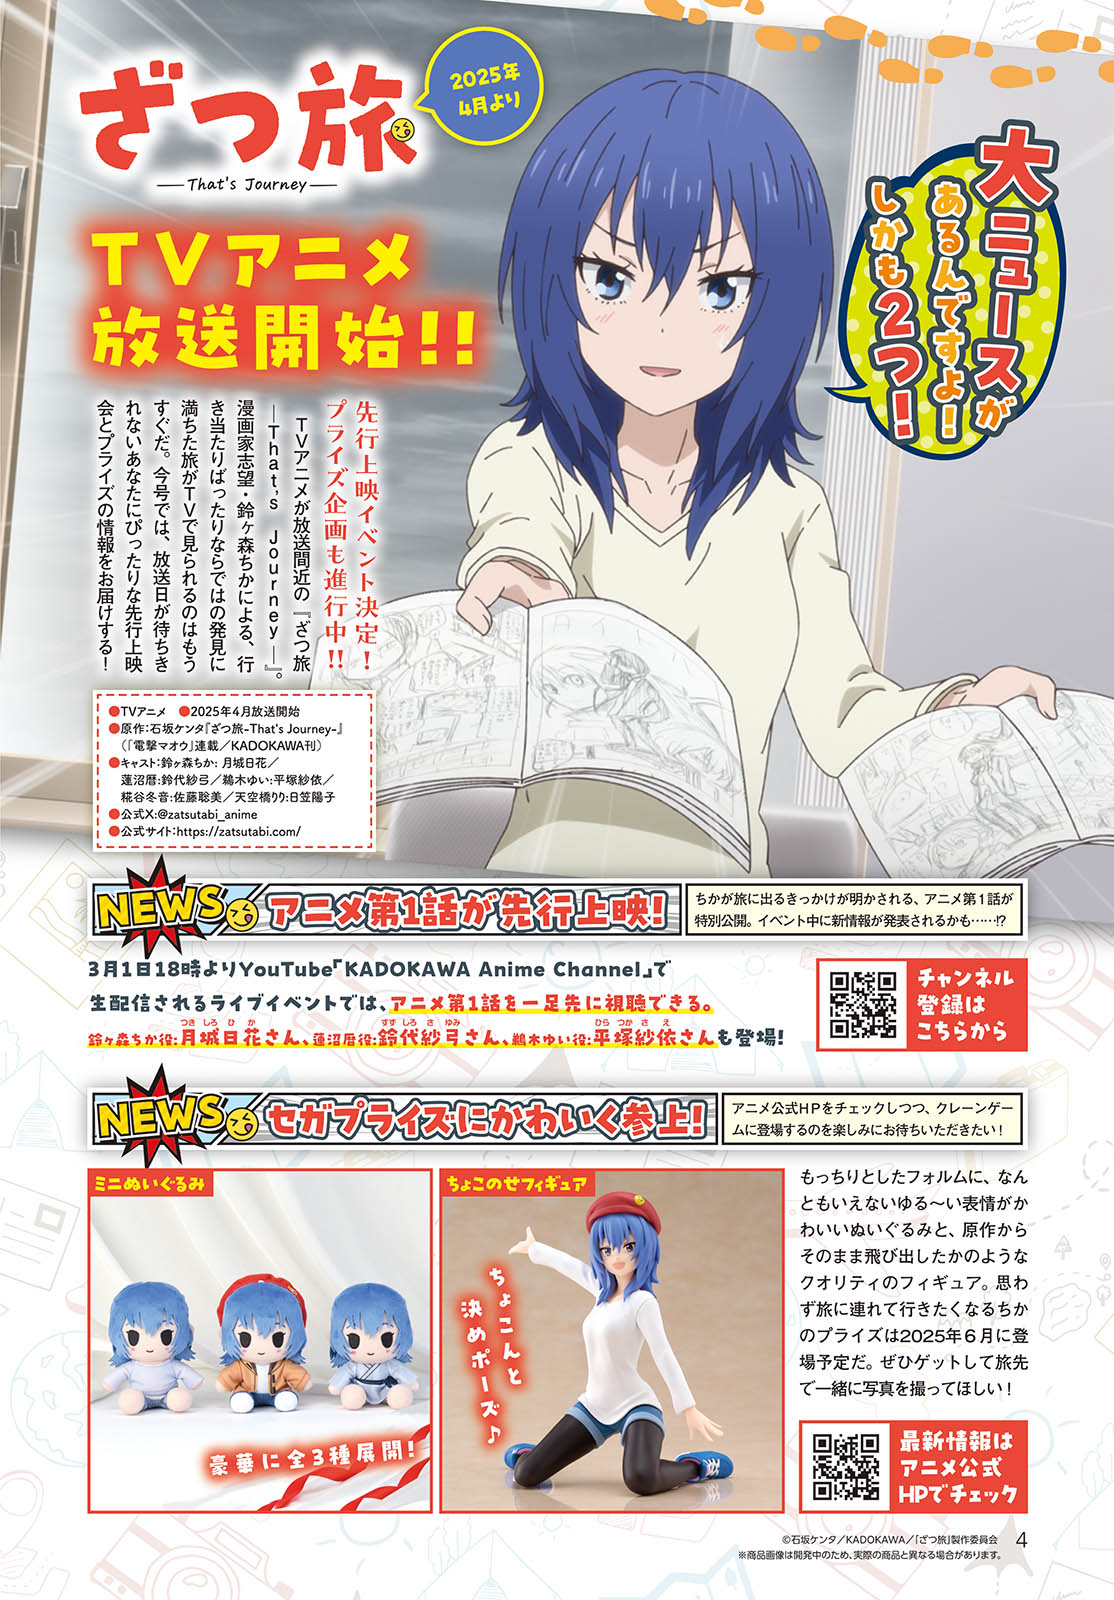 ざつ旅
That's Journey
2025年
4月より
大ニュースが
あるんですよ!
しかも2つ!
TVアニメ
放送開始!!
先行上映イベント決定!
プライズ企画も進行中!!
TVアニメが放送間近の『ざつ旅
―That's Journey―』。
漫画家志望・鈴ヶ森ちかによる、行
き当たりばったりならではの発見に
満ちた旅がTVで見られるのはもう
すぐだ。今号では、放送日が待ちき
れないあなたにぴったりな先行上映
会とプライズの情報をお届けする!
●TVアニメ ●2025年4月放送開始
●原作:石坂ケンタ『ざつ旅-That's Journey-』
(「電撃マオウ」連載/KADOKAWA刊)
●キャスト:鈴ヶ森ちか: 月城日花/
蓮沼暦:鈴代紗弓/鵜木ゆい:平塚紗依/
糀谷冬音:佐藤聡美/天空橋りり:日笠陽子
●公式X:@zatsutabi_anime
●公式サイト:https://zatsutabi.com/
NEWS アニメ第1話が先行上映!
ちかが旅に出るきっかけが明かされる、アニメ第1話が
特別公開。イベント中に新情報が発表されるかも……!?
3月1日18時よりYouTube「KADOKAWA Anime Channel」で
生配信されるライブイベントでは、アニメ第1話を一足先に視聴できる。
つき しろ ひ か すず しろ さ ゆみ ひら つか さ え
鈴ヶ森ちか役:月城日花さん、蓮沼暦役:鈴代紗弓さん、鵜木ゆい役:平塚紗依さんも登場!
チャンネル
登録は
こちらから
NEWS セガプライズにかわいく参上!
アニメ公式HPをチェックしつつ、クレーンゲー
ムに登場するのを楽しみにお待ちいただきたい!
ミニぬいぐるみ
豪華に全3種展開!
ちょこのせフィギュア
ちょこんと
決めポーズ♪
もっちりとしたフォルムに、なん
ともいえないゆる〜い表情がか
わいいぬいぐるみと、原作から
そのまま飛び出したかのような
クオリティのフィギュア。思わ
ず旅に連れて行きたくなるちか
のプライズは2025年6月に登
場予定だ。ぜひゲットして旅先
で一緒に写真を撮ってほしい!
最新情報は
アニメ公式
HPでチェック
©石坂ケンタ/KADOKAWA/「ざつ旅」製作委員会
※商品画像は開発中のため、実際の商品と異なる場合があります。
4